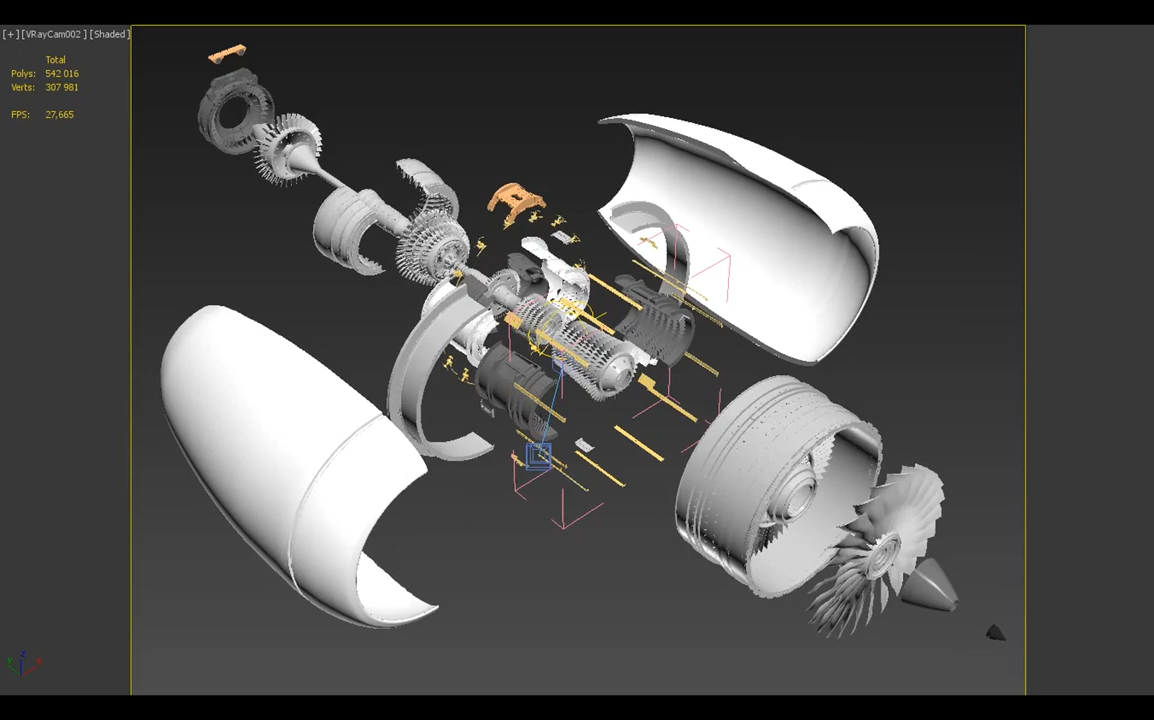 [+][VRayCam002 ][Shaded]
Total
Polys: 542 016
Verts: 307 981
FPS: 27,665
Y Z X